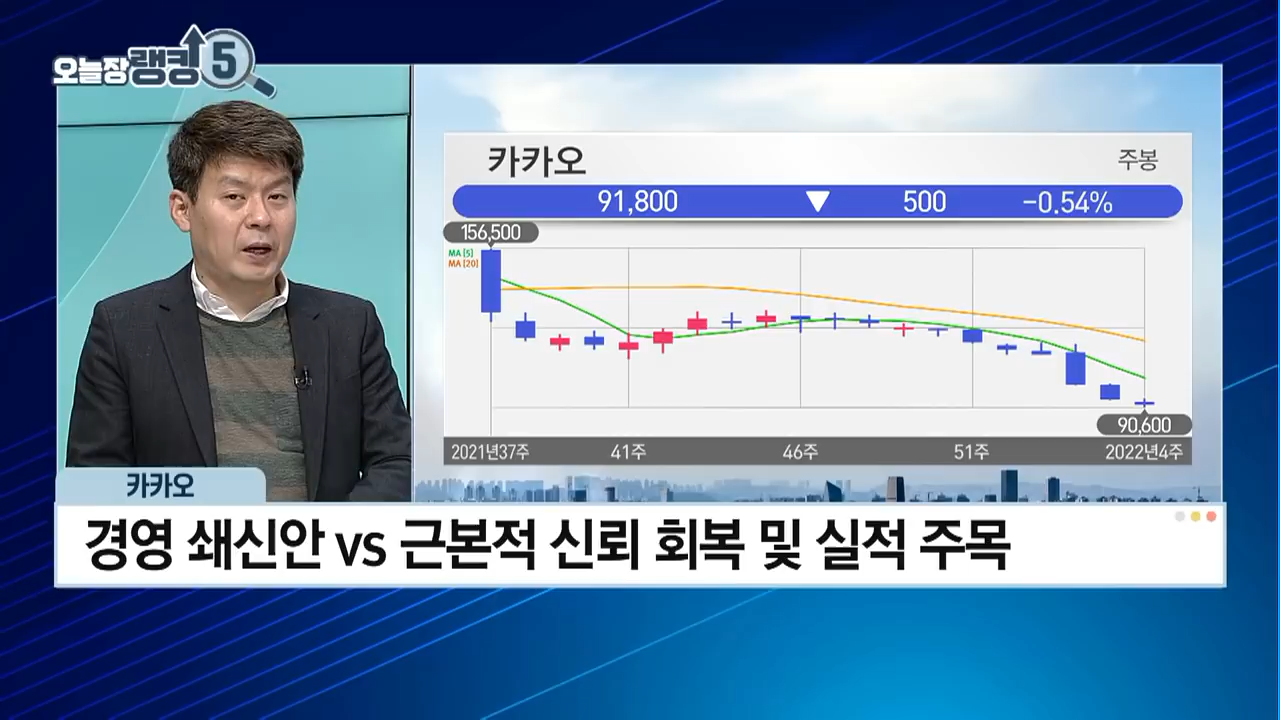 오늘장 랭킹 5
카카오 주봉
91,800 ▼ 500 -0.54%
156,500
MA [5]
MA [20]
90,600
2021년37주 41주 46주 51주 2022년4주
카카오
경영 쇄신안 vs 근본적 신뢰 회복 및 실적 주목